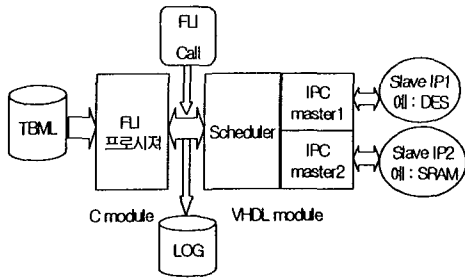 FLI
Call
TBML
FLI
프로시져
Scheduler
IPC
master1
IPC
master2
Slave IP1
예 : DES
Slave IP2
예 : SRAM
C module
VHDL module
LOG